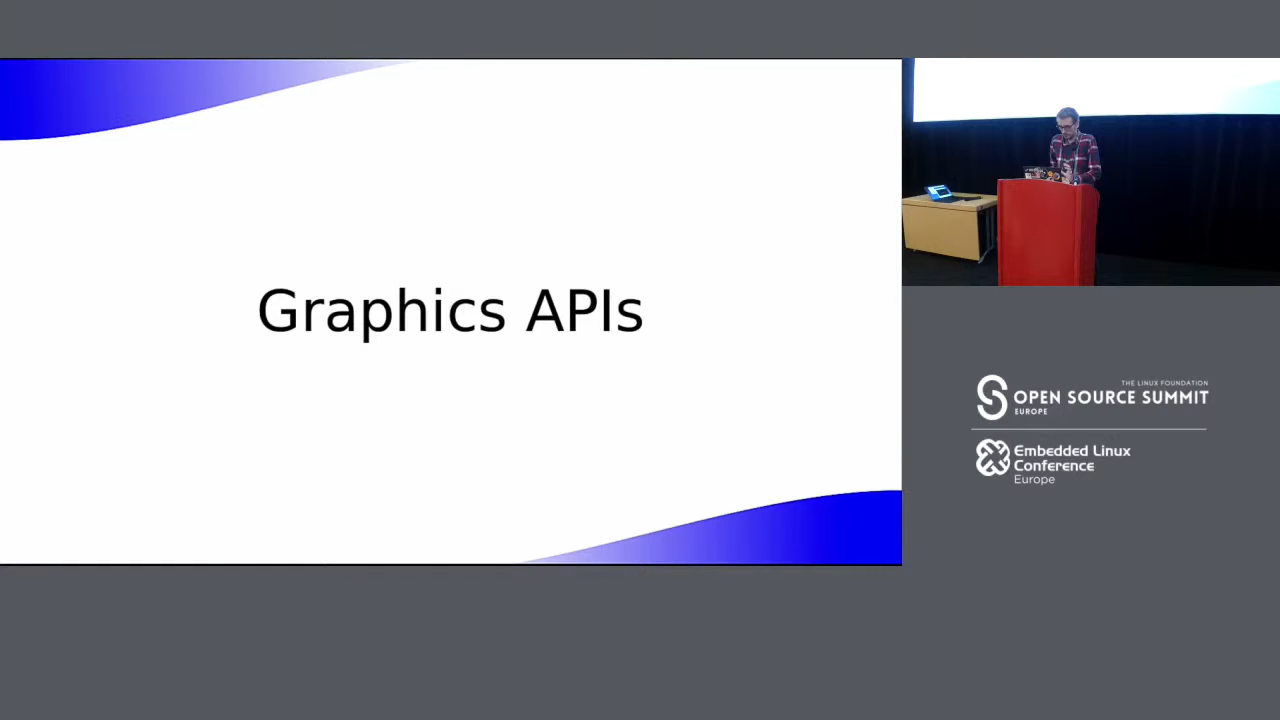 Graphics APIs
THE LINUX FOUNDATION
OPEN SOURCE SUMMIT
EUROPE
Embedded Linux
Conference
Europe